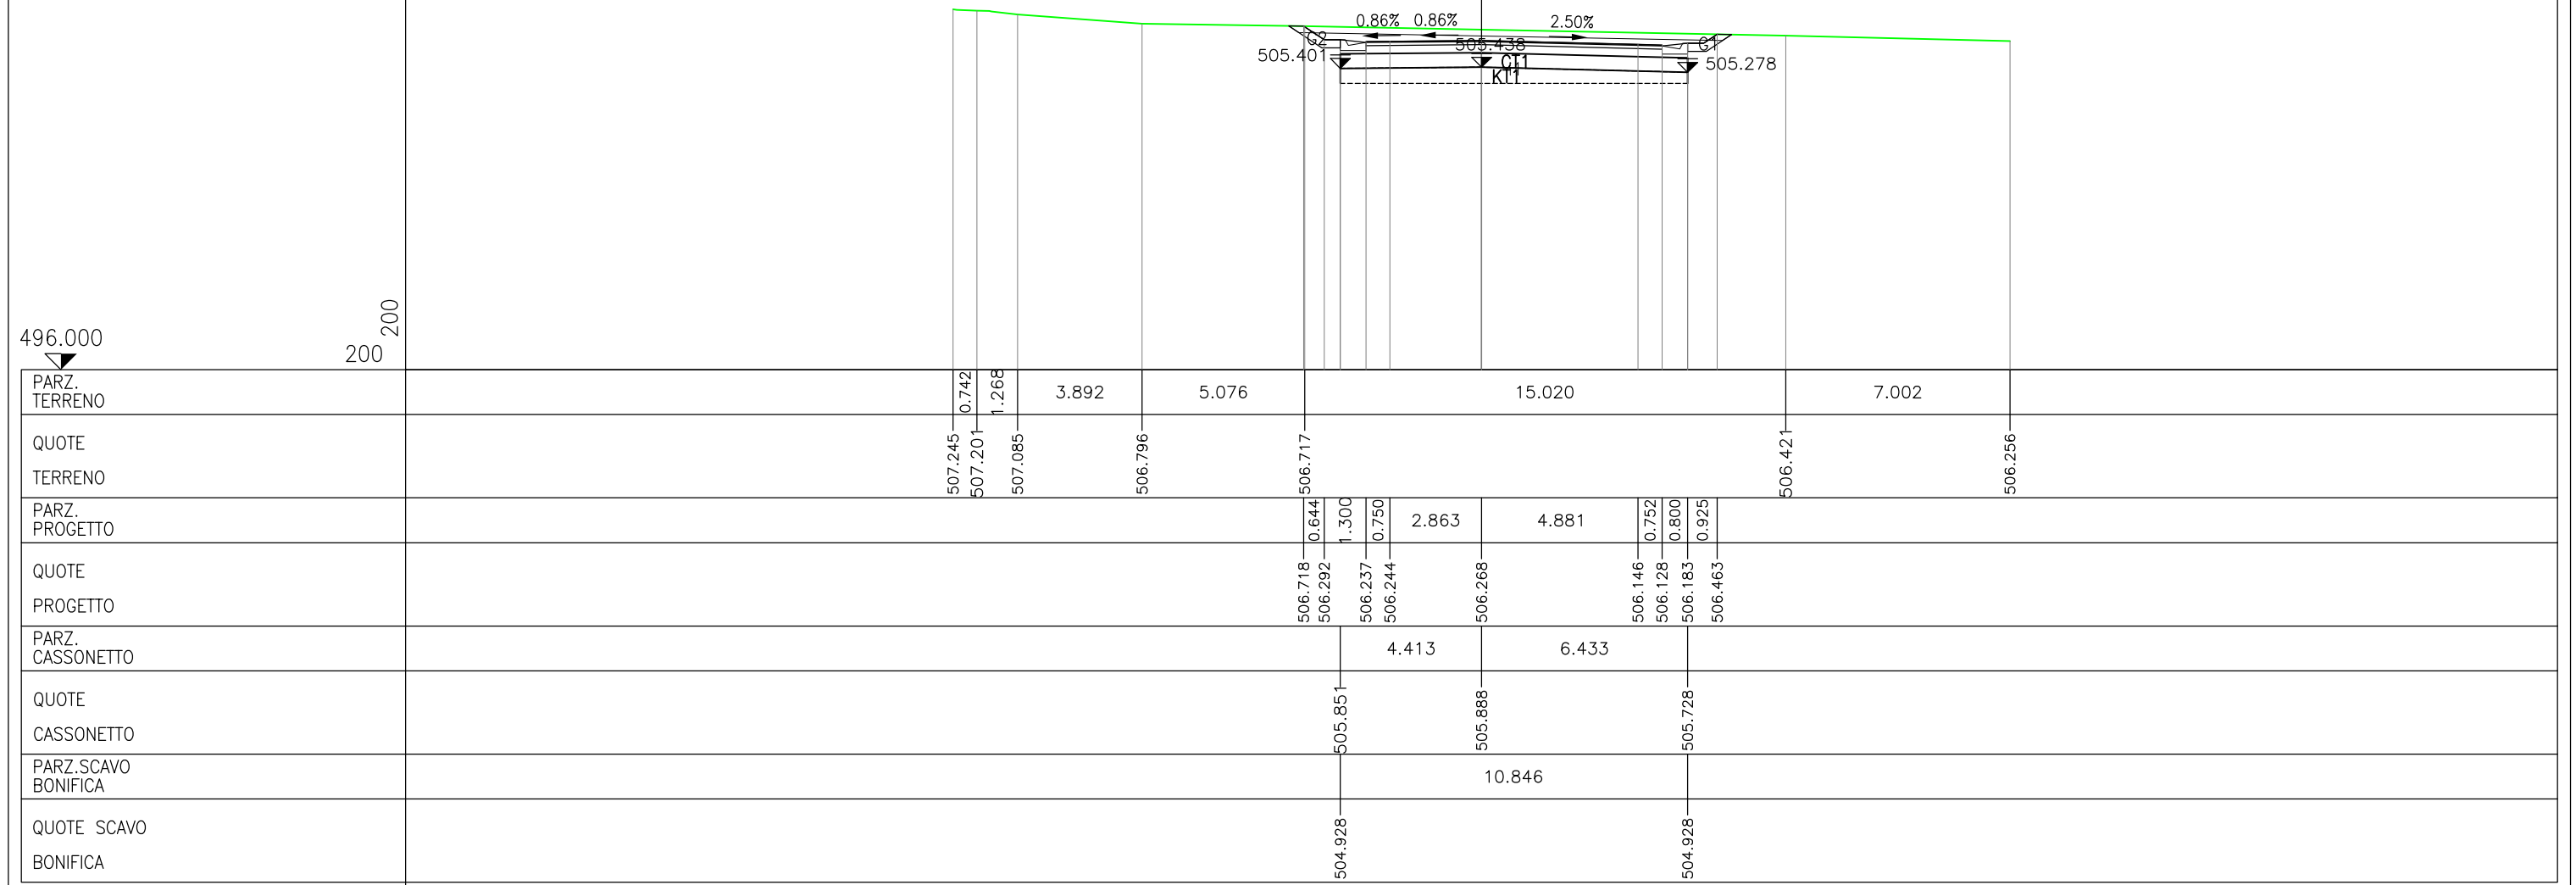 0.86% 0.86% 2.50%
G2 505.438 G1
505.401 CT1 505.278
KT1
200
496.000
200
PARZ.
TERRENO
0.742 1.268 3.892 5.076 15.020 7.002
QUOTE
TERRENO
507.245 507.201 507.085 506.796 506.717 506.421 506.256
PARZ.
PROGETTO
0.644 1.300 0.750 2.863 4.881 0.752 0.800 0.925
QUOTE
PROGETTO
506.718 506.292 506.237 506.244 506.268 506.146 506.128 506.183 506.463
PARZ.
CASSONETTO
4.413 6.433
QUOTE
CASSONETTO
505.851 505.888 505.728
PARZ.SCAVO
BONIFICA
10.846
QUOTE SCAVO
BONIFICA
504.928 504.928